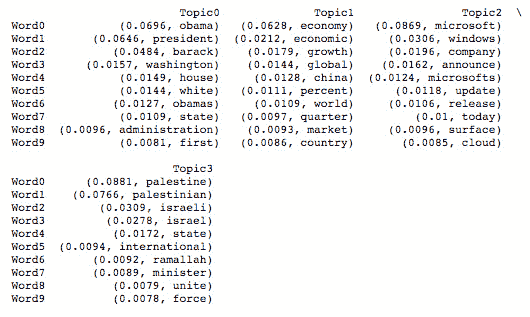 Topic0 Topic1 Topic2 \
Word0 (0.0696, obama) (0.0628, economy) (0.0869, microsoft)
Word1 (0.0646, president) (0.0212, economic) (0.0306, windows)
Word2 (0.0484, barack) (0.0179, growth) (0.0196, company)
Word3 (0.0157, washington) (0.0144, global) (0.0162, announce)
Word4 (0.0149, house) (0.0128, china) (0.0124, microsofts)
Word5 (0.0144, white) (0.0111, percent) (0.0118, update)
Word6 (0.0127, obamas) (0.0109, world) (0.0106, release)
Word7 (0.0109, state) (0.0097, quarter) (0.01, today)
Word8 (0.0096, administration) (0.0093, market) (0.0096, surface)
Word9 (0.0081, first) (0.0086, country) (0.0085, cloud)
Topic3
Word0 (0.0881, palestine)
Word1 (0.0766, palestinian)
Word2 (0.0309, israeli)
Word3 (0.0278, israel)
Word4 (0.0172, state)
Word5 (0.0094, international)
Word6 (0.0092, ramallah)
Word7 (0.0089, minister)
Word8 (0.0079, unite)
Word9 (0.0078, force)